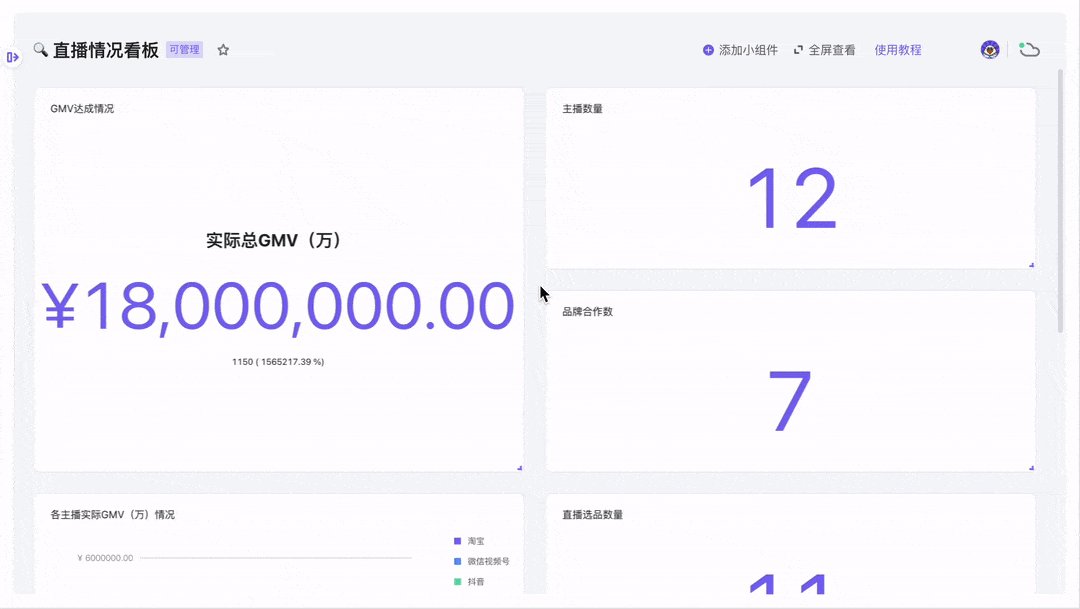 直播情况看板 可管理
添加小组件 全屏查看 使用教程
GMV达成情况
实际总GMV（万）
¥18,000,000.00
1150 ( 1565217.39 %)
主播数量
12
品牌合作数
7
各主播实际GMV（万）情况
¥ 6000000.00
淘宝
微信视频号
抖音
直播选品数量
11